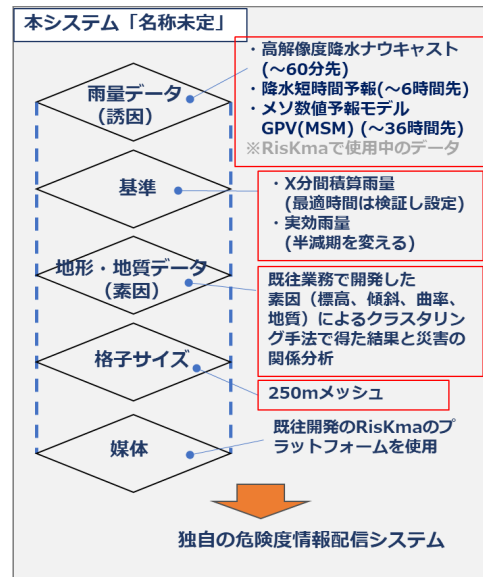 本システム「名称未定」
・高解像度降水ナウキャスト
(～60分先)
・降水短時間予報(～6時間先)
・メソ数値予報モデル
GPV(MSM) (～36時間先)
※RisKmaで使用中のデータ
雨量データ
(誘因)
基準
・X分間積算雨量
(最適時間は検証し設定)
・実効雨量
(半減期を変える)
地形・地質データ
(素因)
既往業務で開発した
素因（標高、傾斜、曲率、
地質）によるクラスタリン
グ手法で得た結果と災害の
関係分析
格子サイズ
250mメッシュ
媒体
既往開発のRisKmaのプ
ラットフォームを使用
独自の危険度情報配信システム